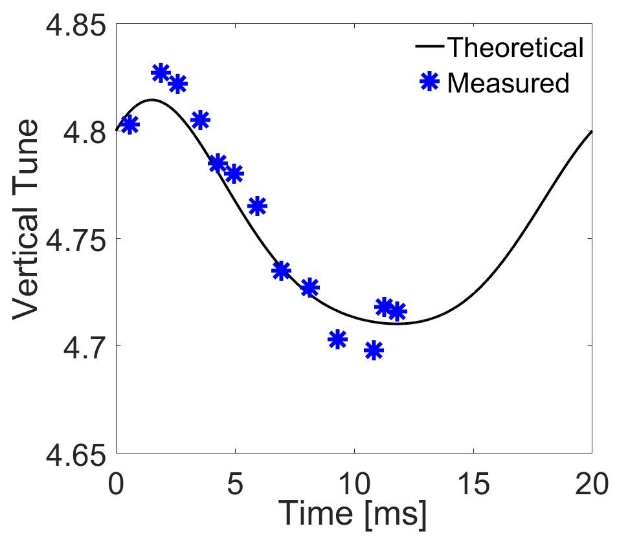 4.85
4.8
4.75
4.7
4.65
Vertical Tune
Theoretical
Measured
0 5 10 15 20
Time [ms]